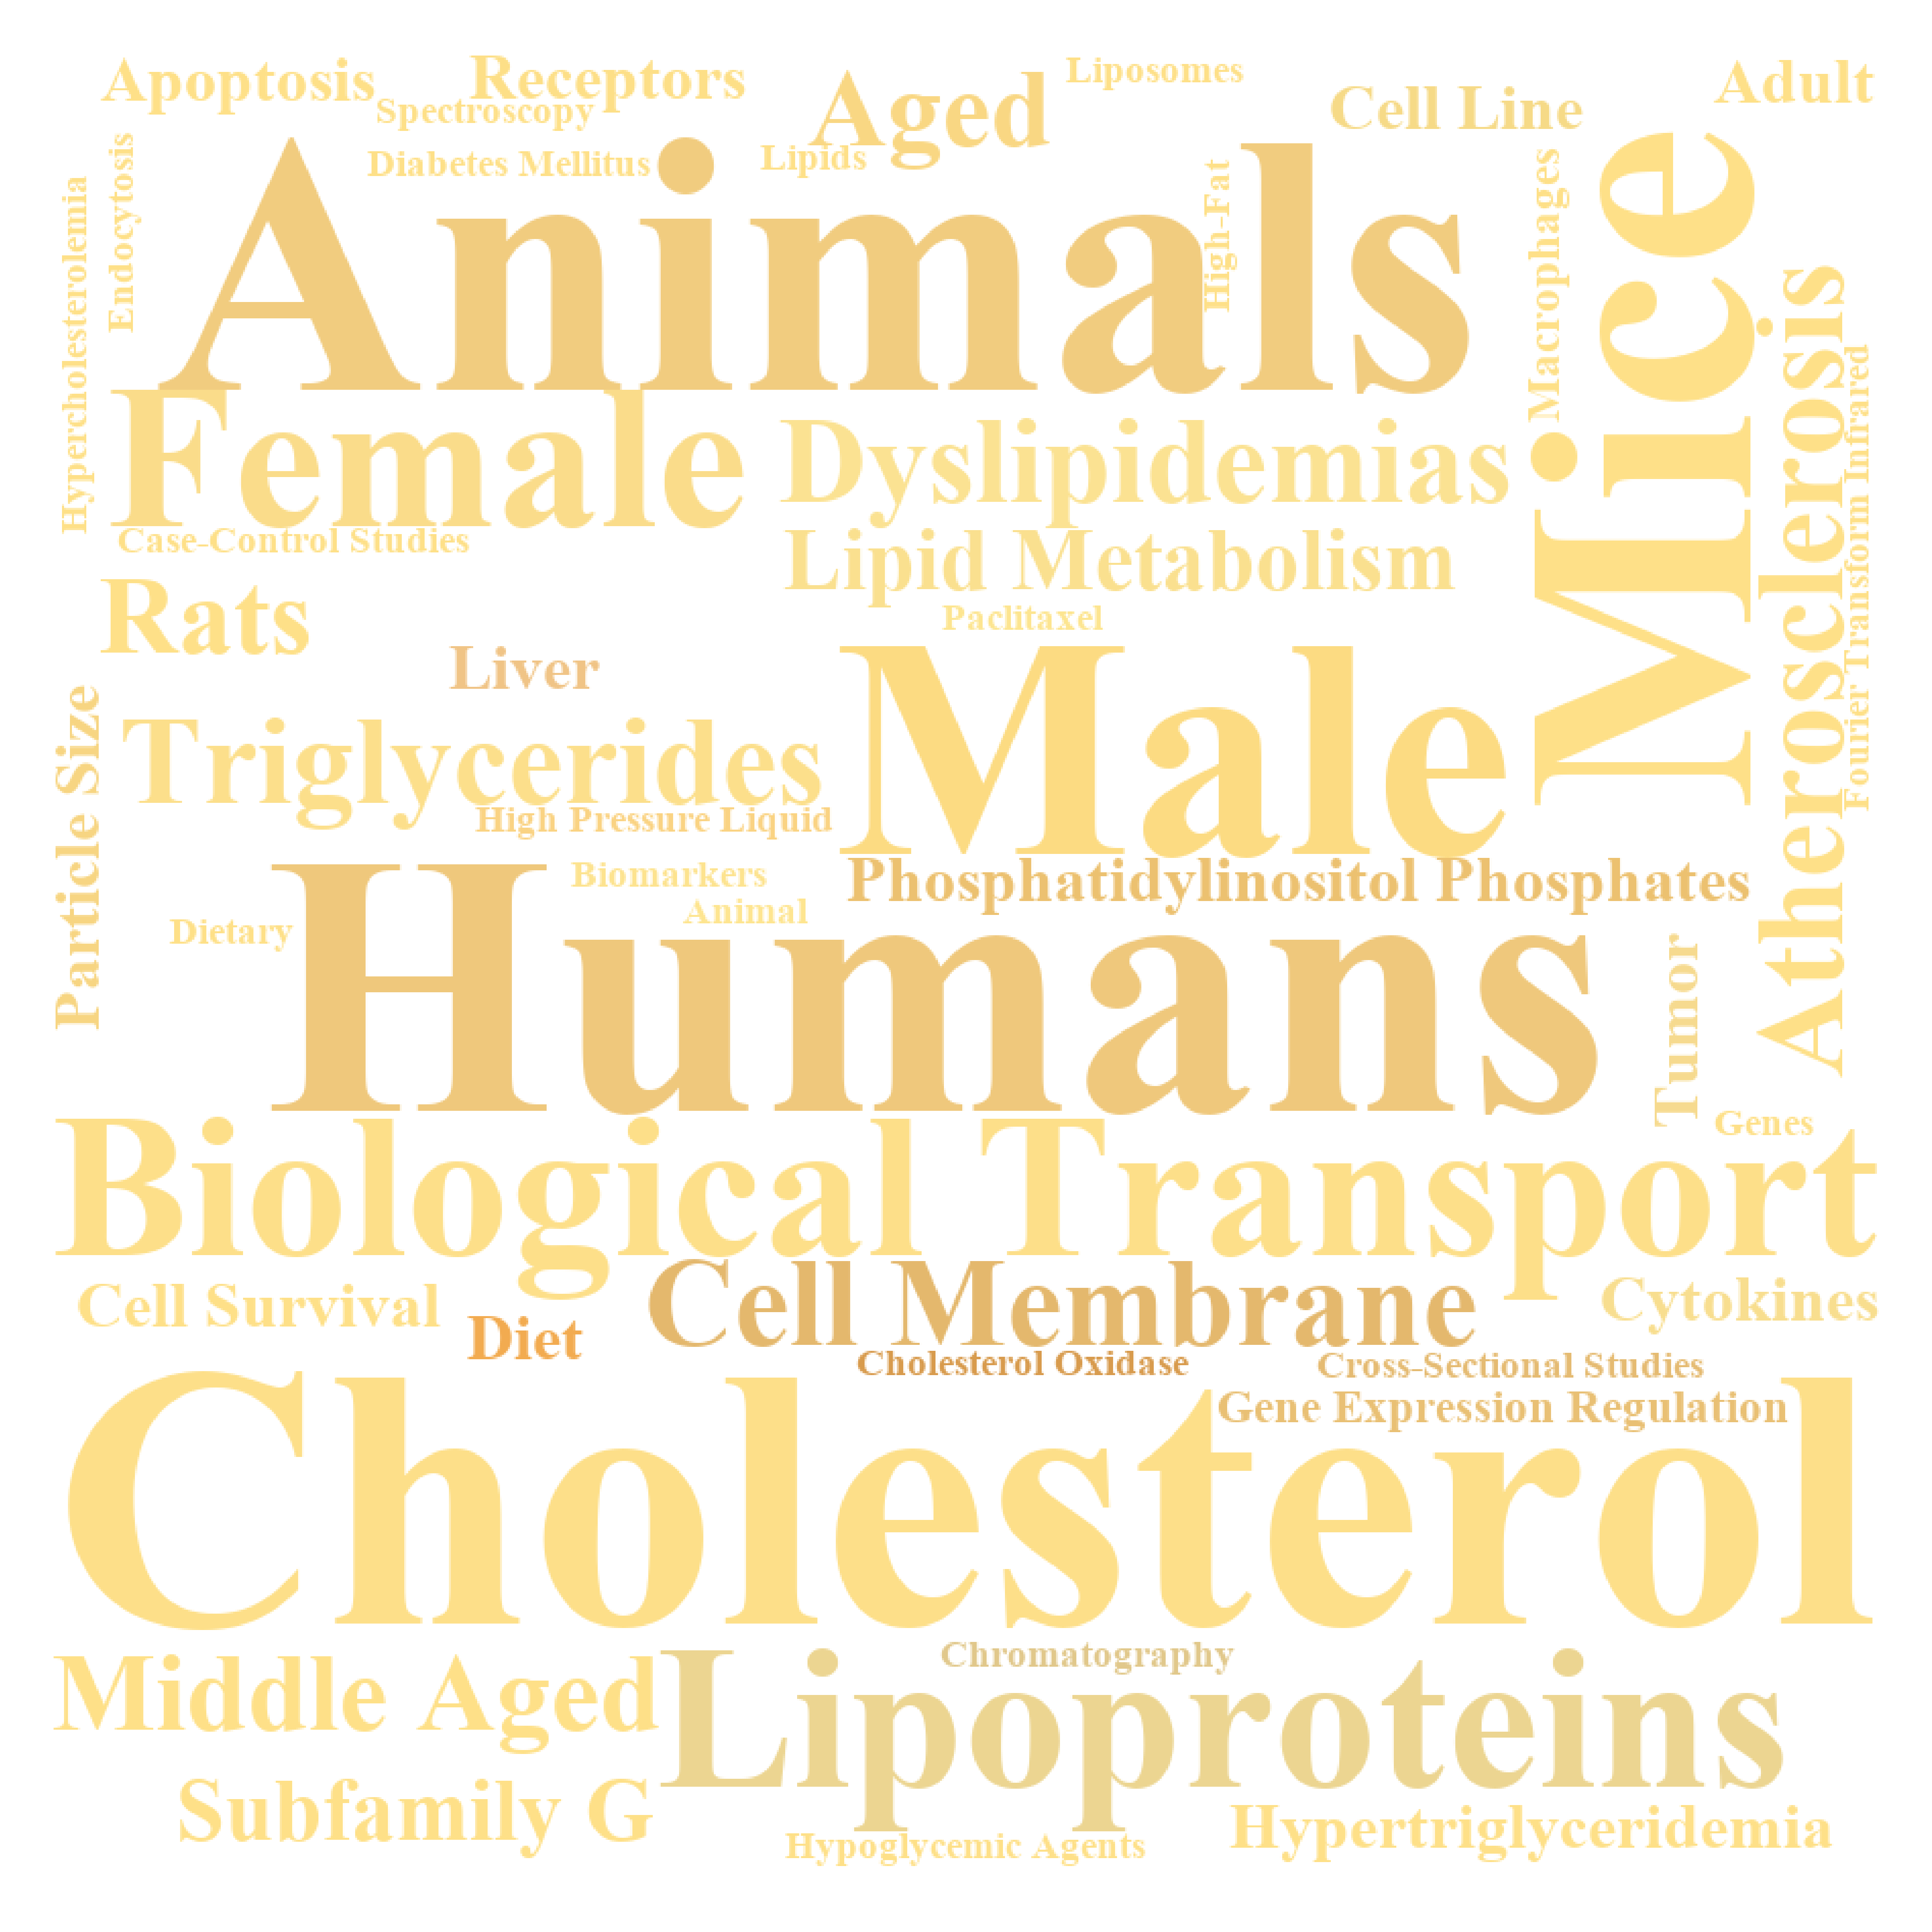 Apoptosis
Receptors
Spectroscopy
Aged
Liposomes
Cell Line
Adult
Diabetes Mellitus
Lipids
Hypercholesterolemia
Endocytosis
Animals
High-Fat
Macrophages
Mice
Atherosclerosis
Fourier Transform Infrared
Female
Dyslipidemias
Case-Control Studies
Lipid Metabolism
Rats
Paclitaxel
Liver
Male
Particle Size
Triglycerides
High Pressure Liquid
Humans
Biomarkers
Phosphatidylinositol Phosphates
Animal
Dietary
Tumor
Genes
Biological Transport
Cell Survival
Diet
Cell Membrane
Cytokines
Cholesterol Oxidase
Cross-Sectional Studies
Gene Expression Regulation
Cholesterol
Middle Aged
Chromatography
Lipoproteins
Subfamily G
Hypoglycemic Agents
Hypertriglyceridemia